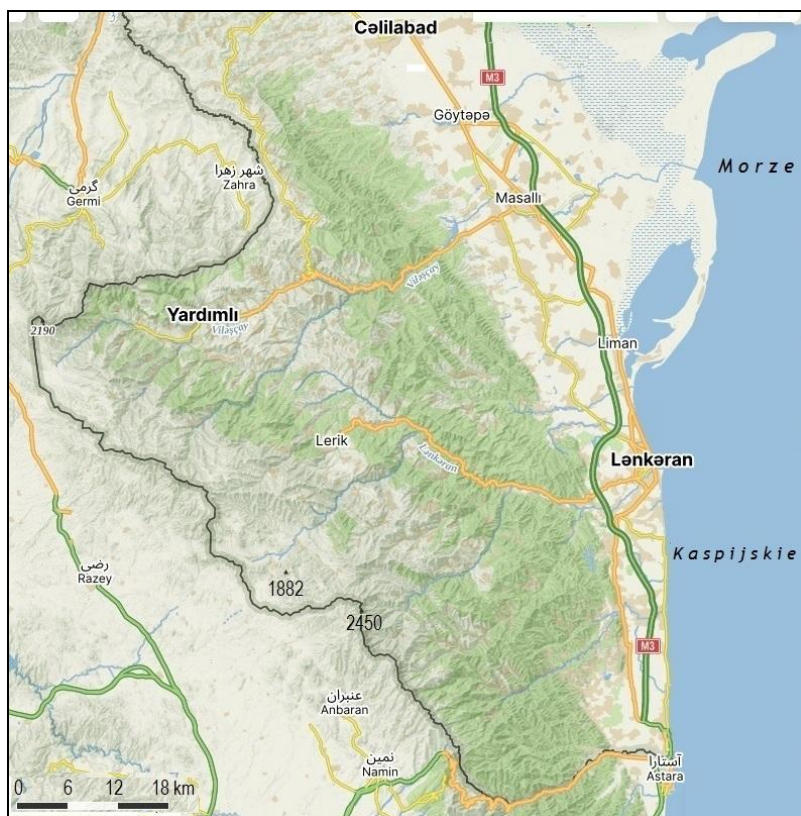 Cəlilabad
M3
Göytəpə
Morze
شهر زهرا
Zahra
گرمی
Germi
Masallı
Vilaşçay
Yardımlı
Vilaşçay
2190
Liman
Lerik
Lənkəran
Lənkəran
Kaspijskie
رضی
Razey
1882
2450
M3
عنبران
Anbaran
نمین
Namin
آستارا
Astara
0 6 12 18 km